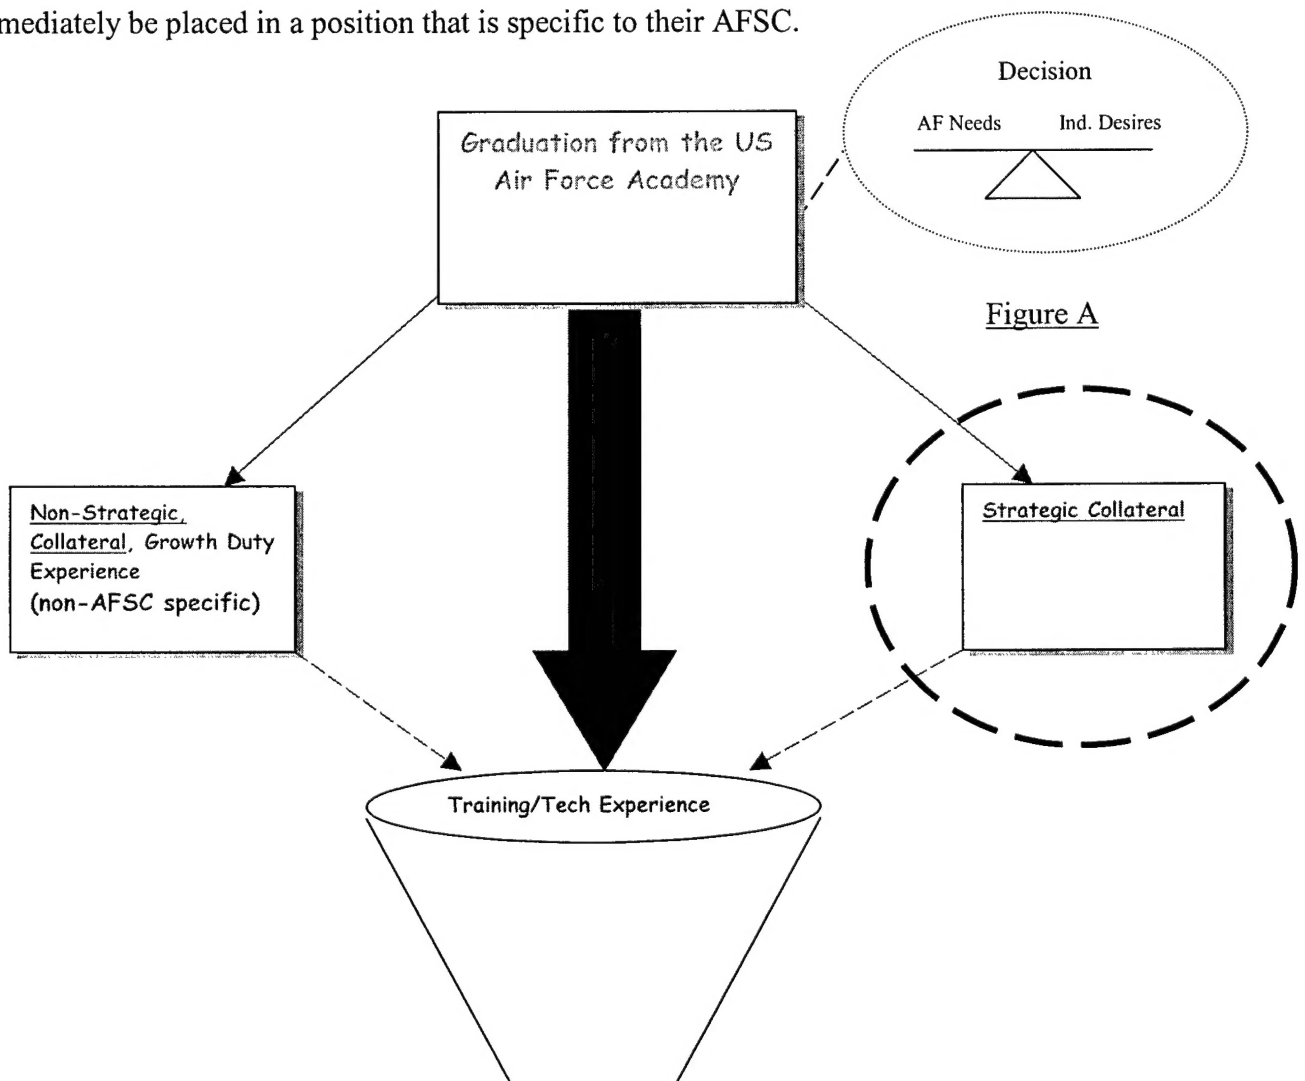 mediately be placed in a position that is specific to their AFSC.
Decision
AF Needs Ind. Desires
Graduation from the US
Air Force Academy
Figure A
Non-Strategic,
Collateral, Growth Duty
Experience
(non-AFSC specific)
Strategic Collateral
Training/Tech Experience